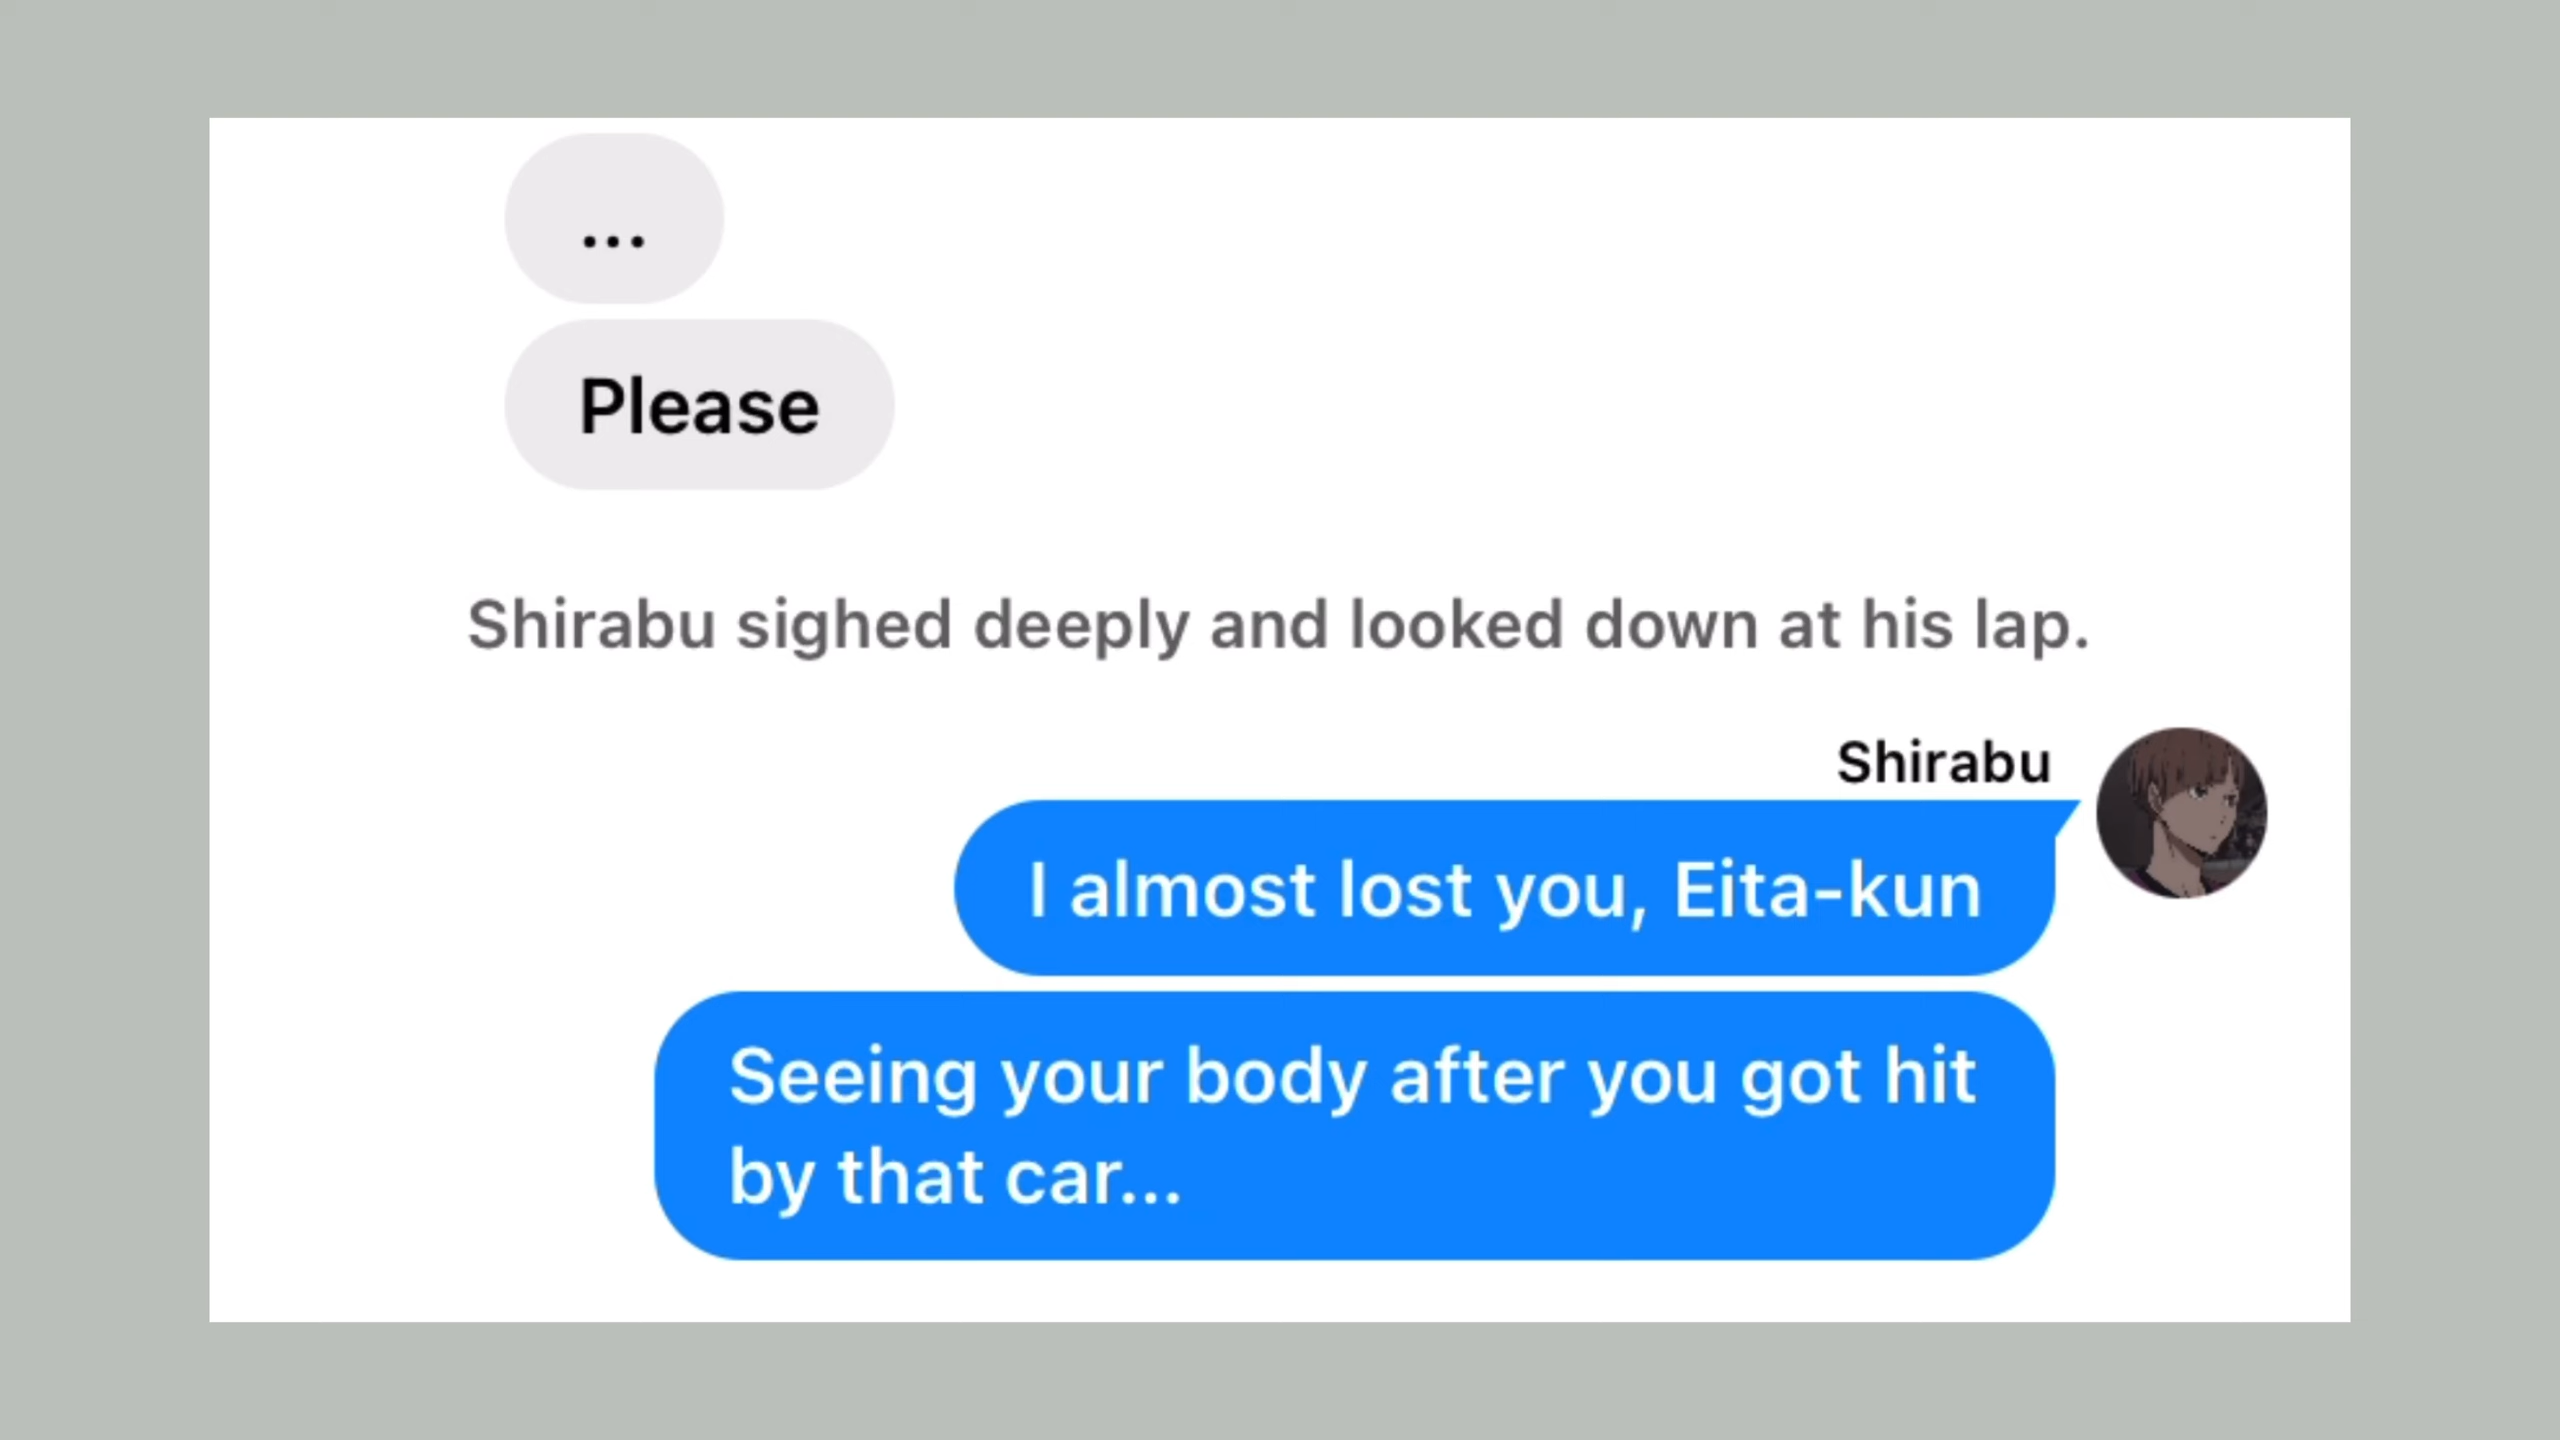 ...
Please
Shirabu sighed deeply and looked down at his lap.
Shirabu
I almost lost you, Eita-kun
Seeing your body after you got hit
by that car...